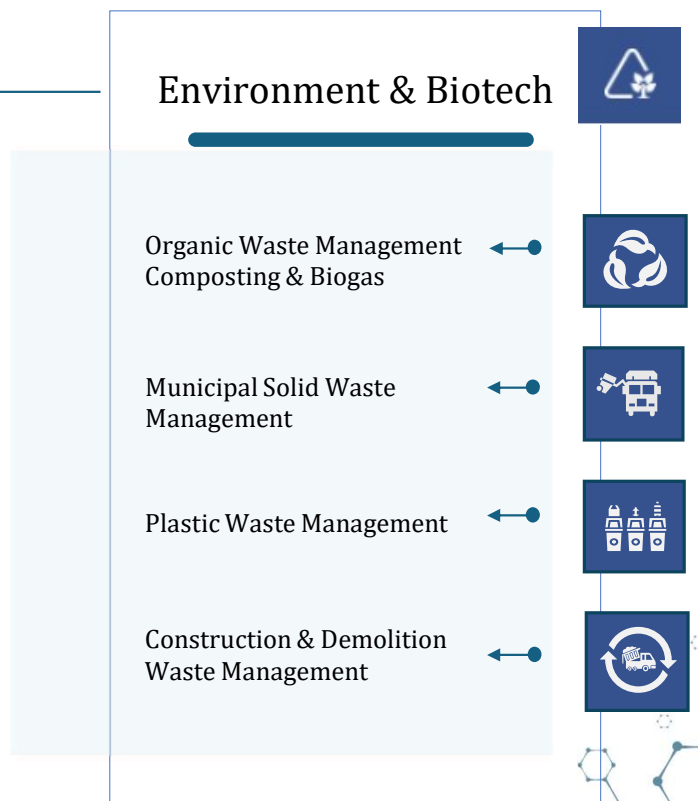 Environment & Biotech
Organic Waste Management
Composting & Biogas
Municipal Solid Waste
Management
Plastic Waste Management
Construction & Demolition
Waste Management